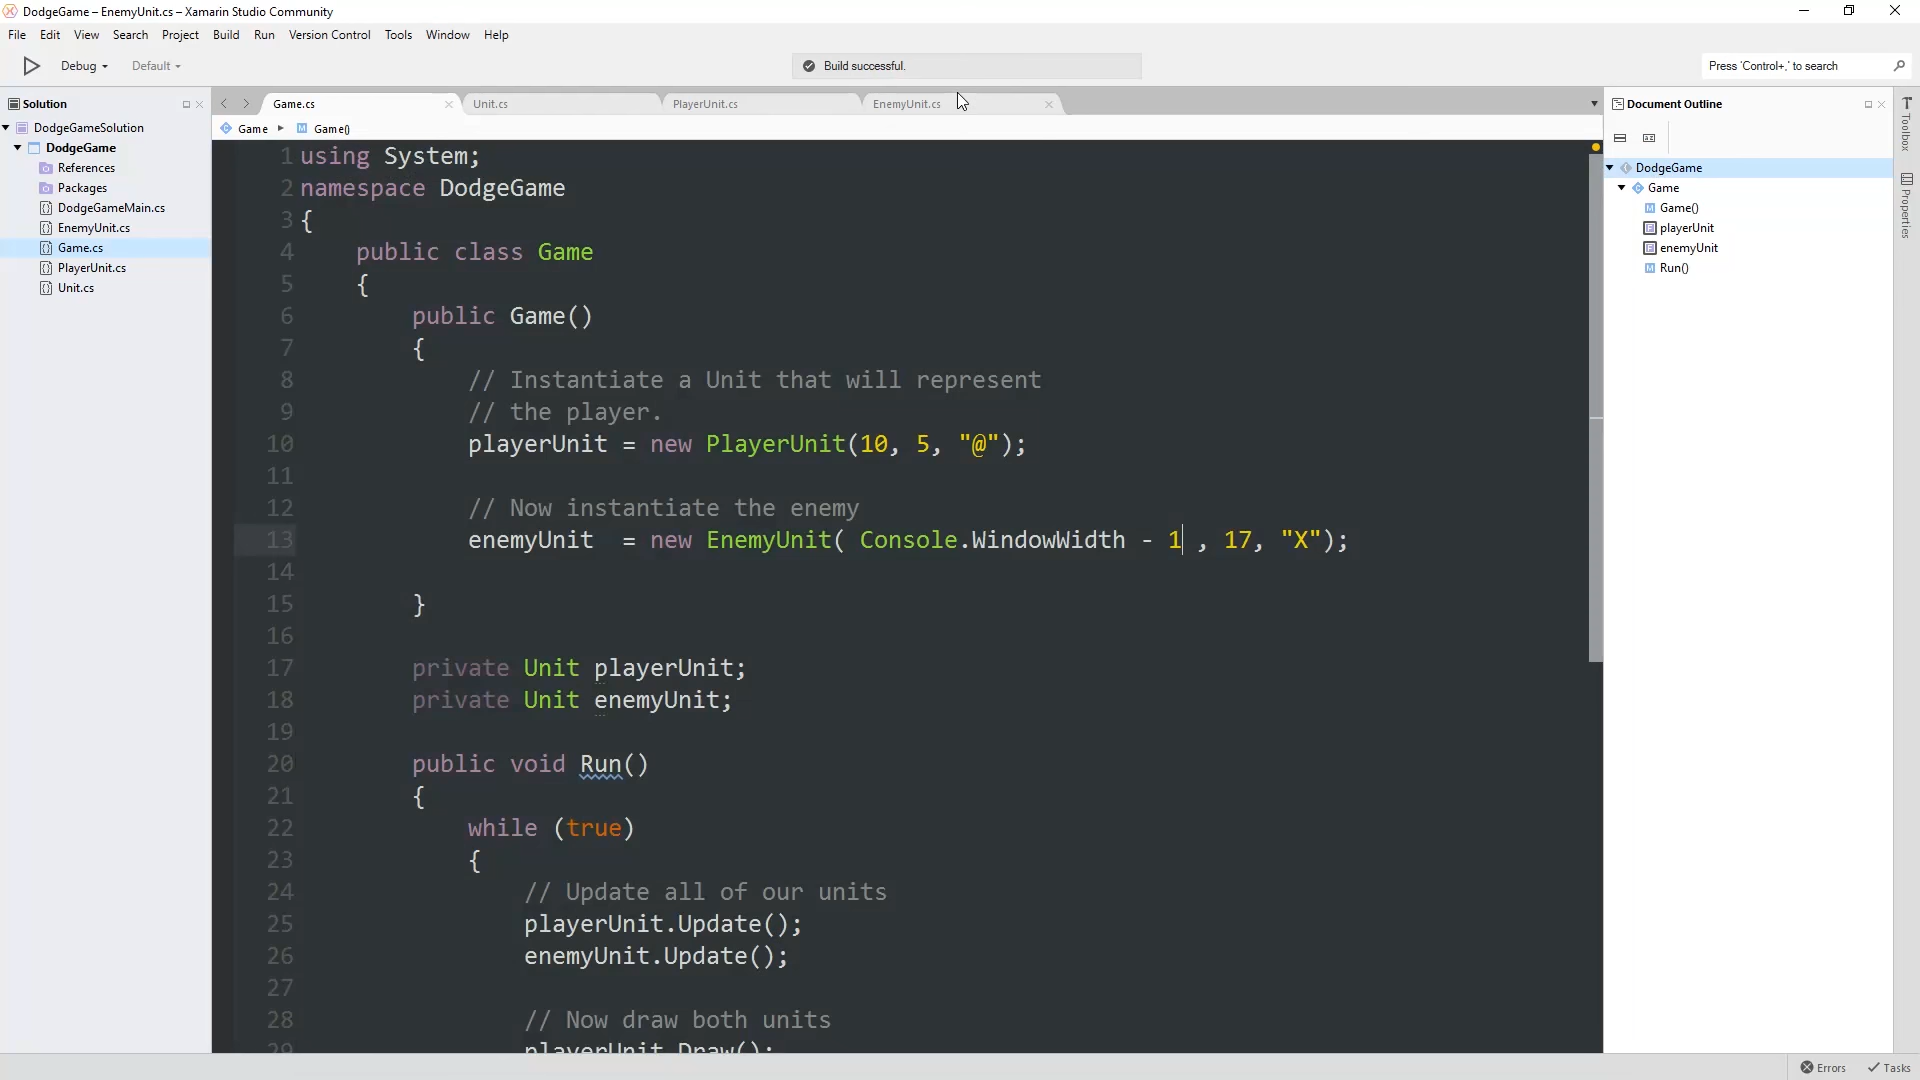 DodgeGame – EnemyUnit.cs – Xamarin Studio Community
File Edit View Search Project Build Run Version Control Tools Window Help
Debug Default Build successful. Press 'Control+,' to search
Solution
DodgeGameSolution
DodgeGame
References
Packages
DodgeGameMain.cs
EnemyUnit.cs
Game.cs
PlayerUnit.cs
Unit.cs
Game.cs Unit.cs PlayerUnit.cs EnemyUnit.cs
Game Game()
1 using System;
2 namespace DodgeGame
3 {
4 public class Game
5 {
6 public Game()
7 {
8 // Instantiate a Unit that will represent
9 // the player.
10 playerUnit = new PlayerUnit(10, 5, "@");
11
12 // Now instantiate the enemy
13 enemyUnit  = new EnemyUnit( Console.WindowWidth - 1 , 17, "X");
14
15 }
16
17 private Unit playerUnit;
18 private Unit enemyUnit;
19
20 public void Run()
21 {
22 while (true)
23 {
24 // Update all of our units
25 playerUnit.Update();
26 enemyUnit.Update();
27
28 // Now draw both units
29 playerUnit.Draw();
Document Outline
DodgeGame
Game
Game()
playerUnit
enemyUnit
Run()
Toolbox
Properties
Errors Tasks